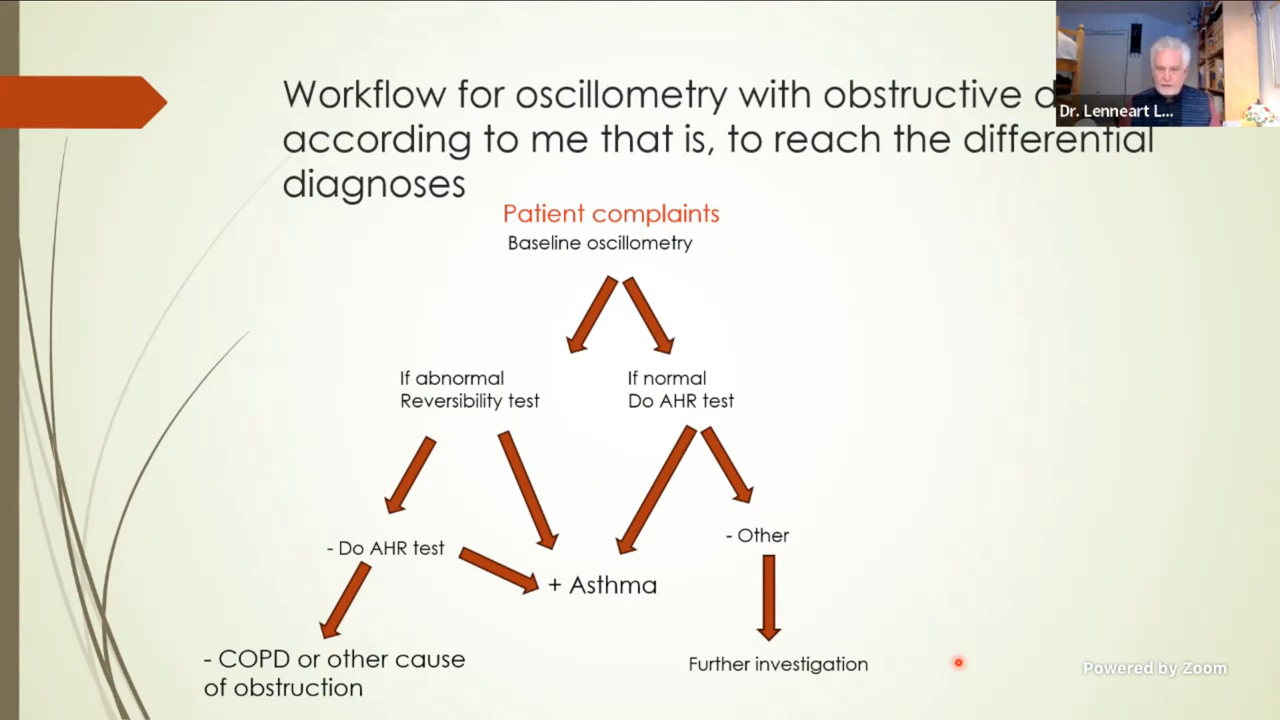 Workflow for oscillometry with obstructive
according to me that is, to reach the differential
diagnoses
Dr. Lenneart L...
Patient complaints
Baseline oscillometry
If abnormal
Reversibility test
If normal
Do AHR test
- Do AHR test
- Other
+ Asthma
- COPD or other cause
of obstruction
Further investigation
Powered by Zoom